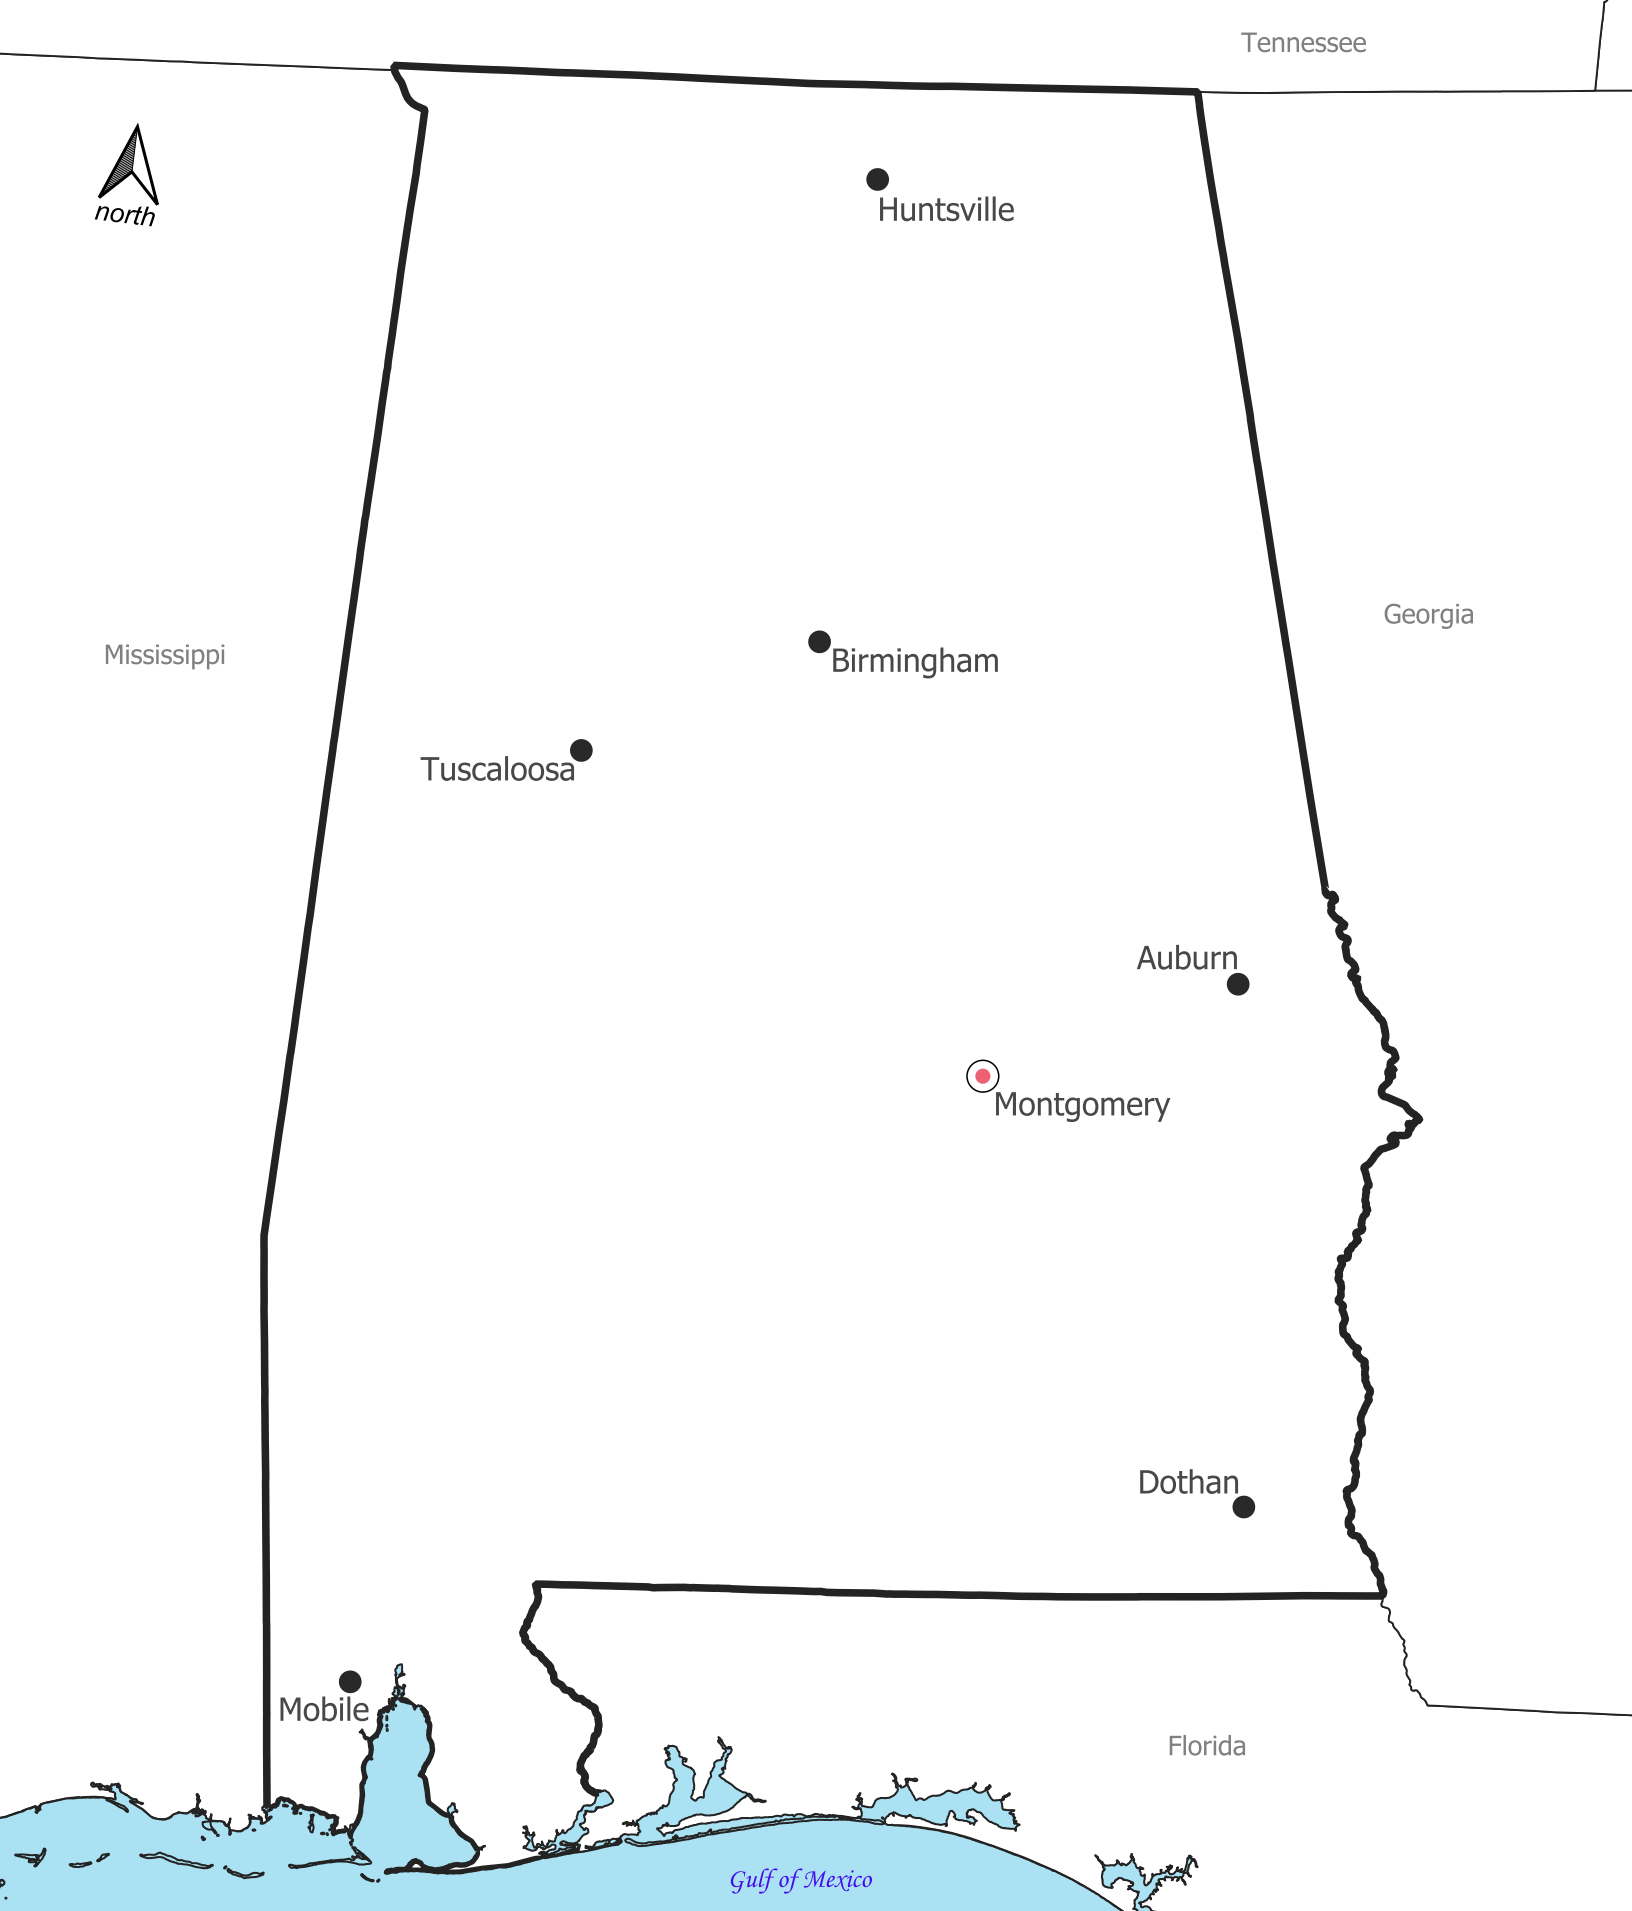 Tennessee
north
Huntsville
Georgia
Mississippi
Birmingham
Tuscaloosa
Auburn
Montgomery
Dothan
Mobile
Florida
Gulf of Mexico